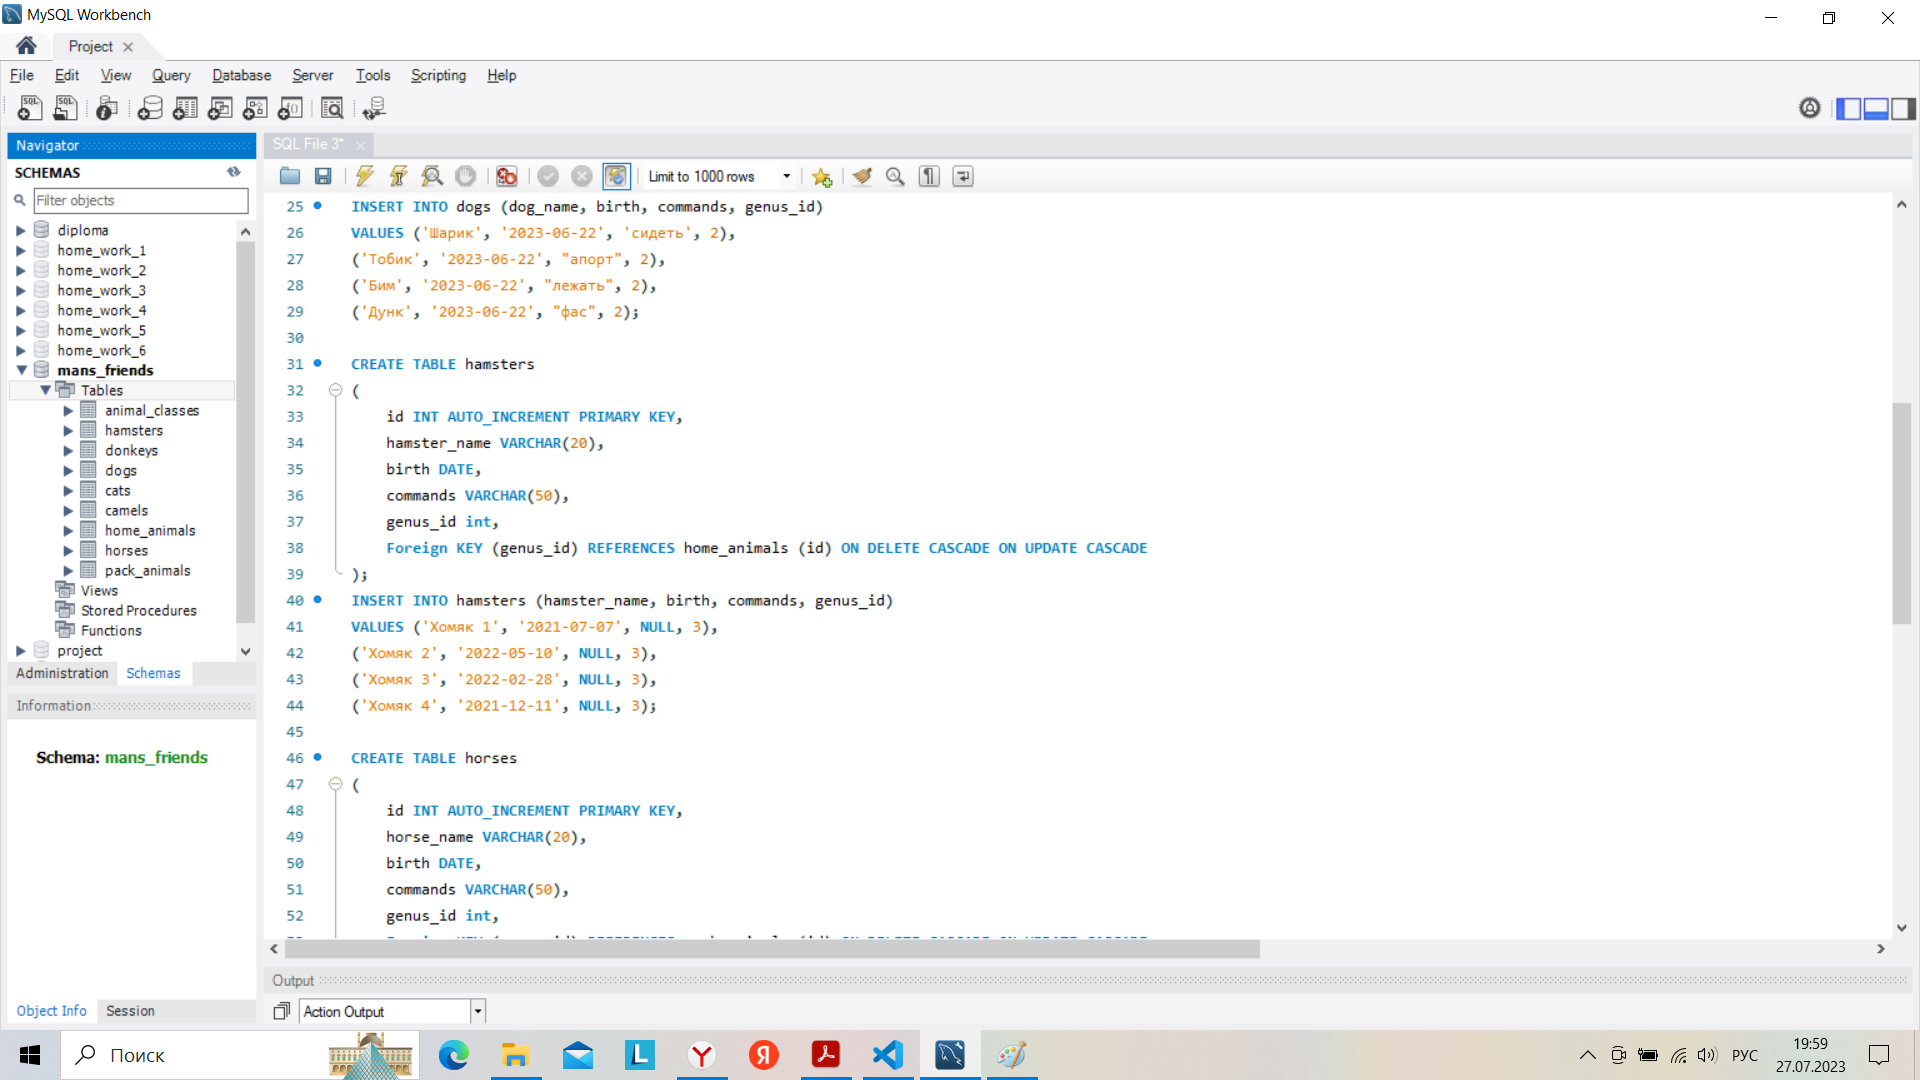 MySQL Workbench
Project
File Edit View Query Database Server Tools Scripting Help
Navigator
SCHEMAS
Filter objects
diploma
home_work_1
home_work_2
home_work_3
home_work_4
home_work_5
home_work_6
mans_friends
Tables
animal_classes
hamsters
donkeys
dogs
cats
camels
home_animals
horses
pack_animals
Views
Stored Procedures
Functions
project
Administration Schemas
Information
Schema: mans_friends
Object Info Session
SQL File 3*
Limit to 1000 rows
25 INSERT INTO dogs (dog_name, birth, commands, genus_id)
26 VALUES ('Шарик', '2023-06-22', 'сидеть', 2),
27 ('Тобик', '2023-06-22', "апорт", 2),
28 ('Бим', '2023-06-22', "лежать", 2),
29 ('Дунк', '2023-06-22', "фас", 2);
30
31 CREATE TABLE hamsters
32 (
33 id INT AUTO_INCREMENT PRIMARY KEY,
34 hamster_name VARCHAR(20),
35 birth DATE,
36 commands VARCHAR(50),
37 genus_id int,
38 Foreign KEY (genus_id) REFERENCES home_animals (id) ON DELETE CASCADE ON UPDATE CASCADE
39 );
40 INSERT INTO hamsters (hamster_name, birth, commands, genus_id)
41 VALUES ('Хомяк 1', '2021-07-07', NULL, 3),
42 ('Хомяк 2', '2022-05-10', NULL, 3),
43 ('Хомяк 3', '2022-02-28', NULL, 3),
44 ('Хомяк 4', '2021-12-11', NULL, 3);
45
46 CREATE TABLE horses
47 (
48 id INT AUTO_INCREMENT PRIMARY KEY,
49 horse_name VARCHAR(20),
50 birth DATE,
51 commands VARCHAR(50),
52 genus_id int,
Output
Action Output
Поиск
РУС
19:59
27.07.2023